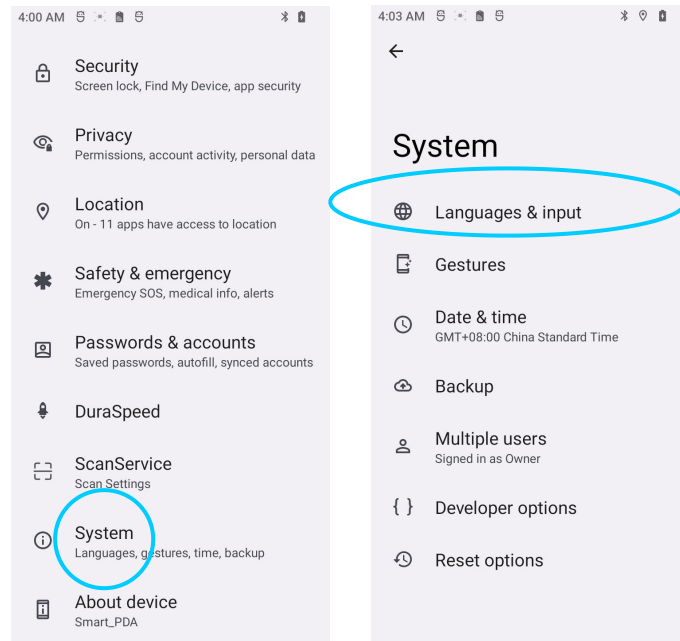 4:00 AM
Security
Screen lock, Find My Device, app security
Privacy
Permissions, account activity, personal data
Location
On - 11 apps have access to location
Safety & emergency
Emergency SOS, medical info, alerts
Passwords & accounts
Saved passwords, autofill, synced accounts
DuraSpeed
ScanService
Scan Settings
System
Languages, gestures, time, backup
About device
Smart_PDA
4:03 AM
System
Languages & input
Gestures
Date & time
GMT+08:00 China Standard Time
Backup
Multiple users
Signed in as Owner
Developer options
Reset options